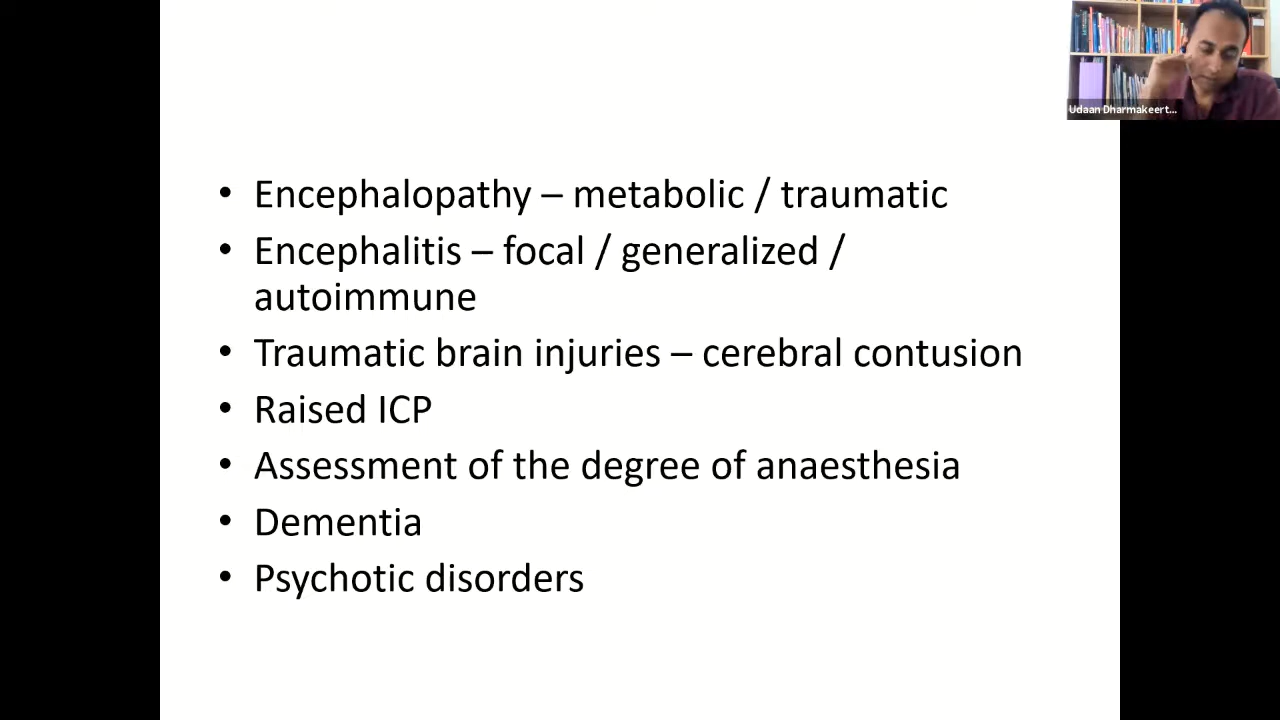 Udaan Dharmakeert...
• Encephalopathy – metabolic / traumatic
• Encephalitis – focal / generalized /
autoimmune
• Traumatic brain injuries – cerebral contusion
• Raised ICP
• Assessment of the degree of anaesthesia
• Dementia
• Psychotic disorders